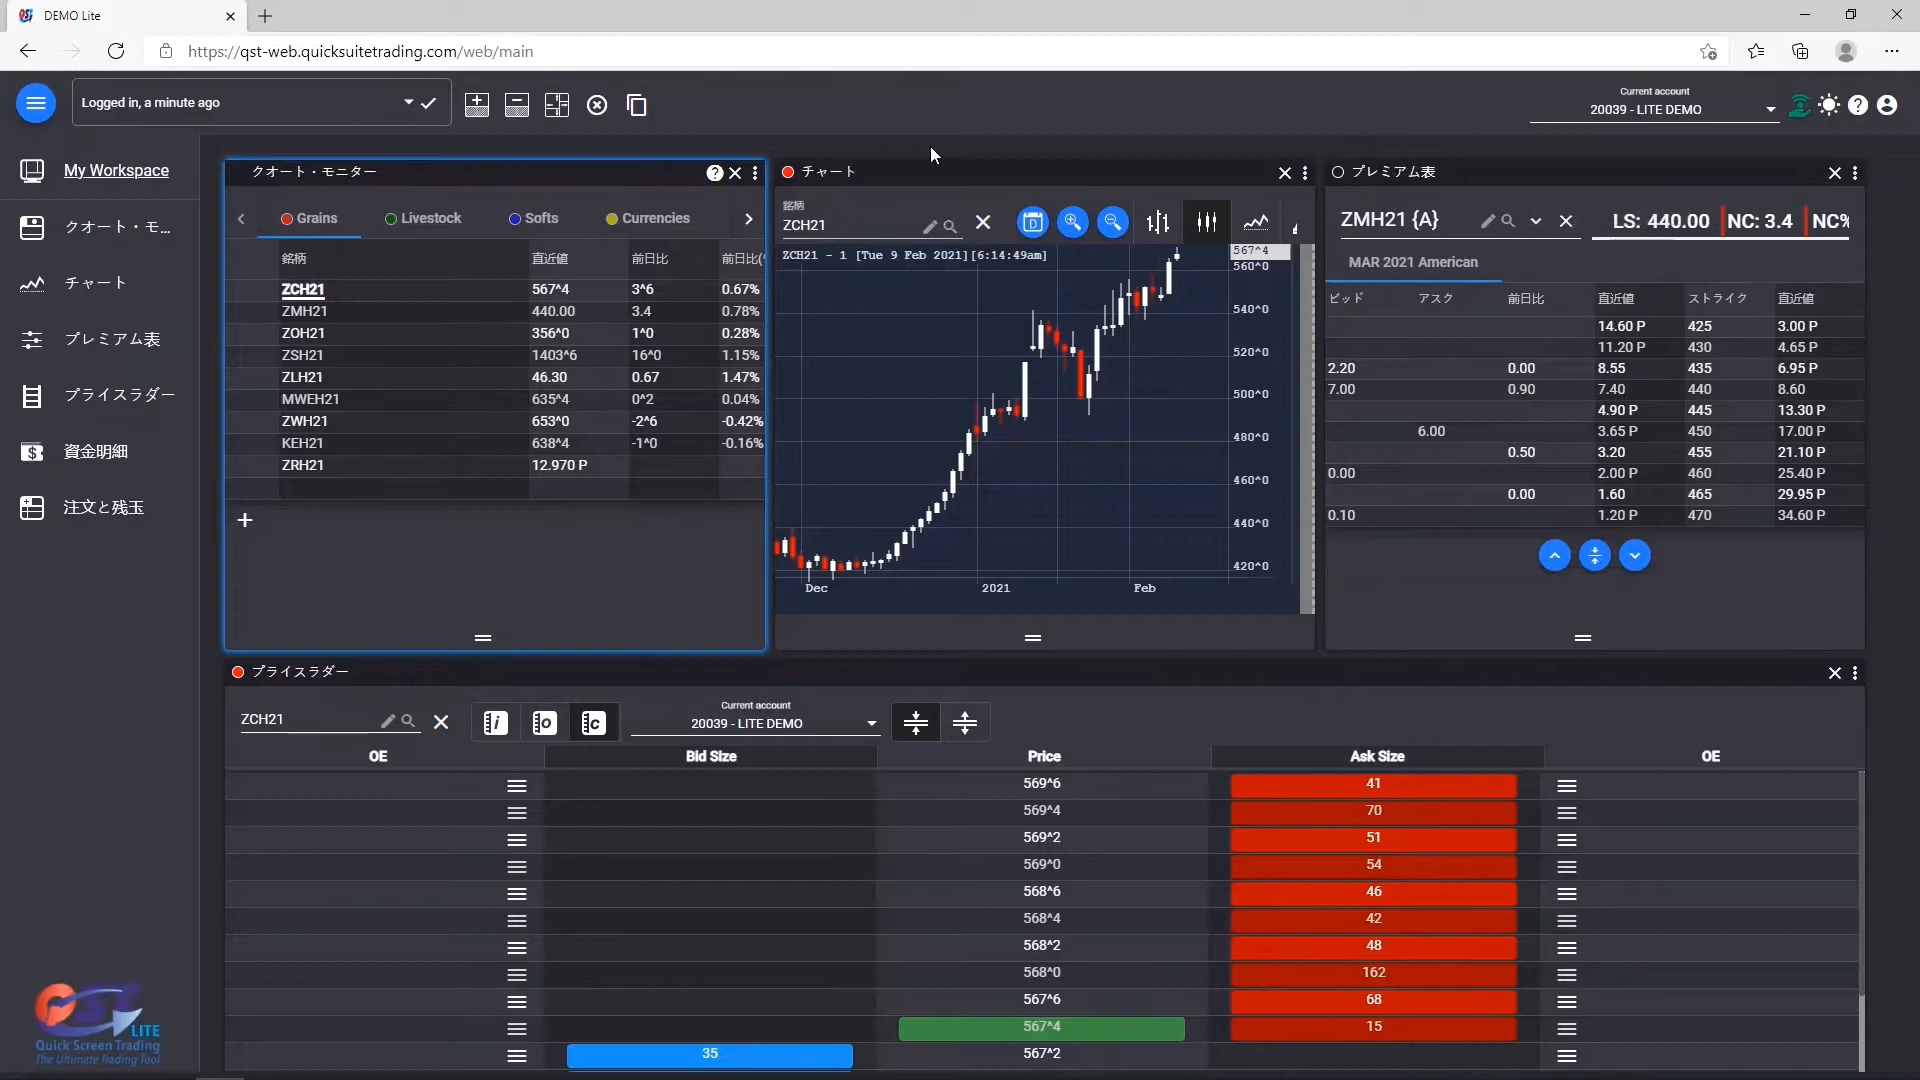 DEMO Lite
https://qst-web.quicksuitetrading.com/web/main
Logged in, a minute ago
Current account
20039 - LITE DEMO
My Workspace
クオート・モ...
チャート
プレミアム表
プライスラダー
資金明細
注文と残玉
クオート・モニター
Grains Livestock Softs Currencies
銘柄 直近値 前日比 前日比(
ZCH21 567^4 3^6 0.67%
ZMH21 440.00 3.4 0.78%
ZOH21 356^0 1^0 0.28%
ZSH21 1403^6 16^0 1.15%
ZLH21 46.30 0.67 1.47%
MWEH21 635^4 0^2 0.04%
ZWH21 653^0 -2^6 -0.42%
KEH21 638^4 -1^0 -0.16%
ZRH21 12.970 P
チャート
銘柄
ZCH21
D
ZCH21 - 1 [Tue 9 Feb 2021][6:14:49am]
567^4
560^0
540^0
520^0
500^0
480^0
460^0
440^0
420^0
Dec 2021 Feb
プレミアム表
ZMH21 {A} LS: 440.00 NC: 3.4 NC%
MAR 2021 American
ビッド アスク 前日比 直近値 ストライク 直近値
14.60 P 425 3.00 P
11.20 P 430 4.65 P
2.20 0.00 8.55 435 6.95 P
7.00 0.90 7.40 440 8.60
4.90 P 445 13.30 P
6.00 3.65 P 450 17.00 P
0.50 3.20 455 21.10 P
0.00 2.00 P 460 25.40 P
0.00 1.60 465 29.95 P
0.10 1.20 P 470 34.60 P
プライスラダー
ZCH21 i o c
Current account
20039 - LITE DEMO
OE Bid Size Price Ask Size OE
569^6 41
569^4 70
569^2 51
569^0 54
568^6 46
568^4 42
568^2 48
568^0 162
567^6 68
567^4 15
35 567^2
QST
LITE
Quick Screen Trading
The Ultimate Trading Tool